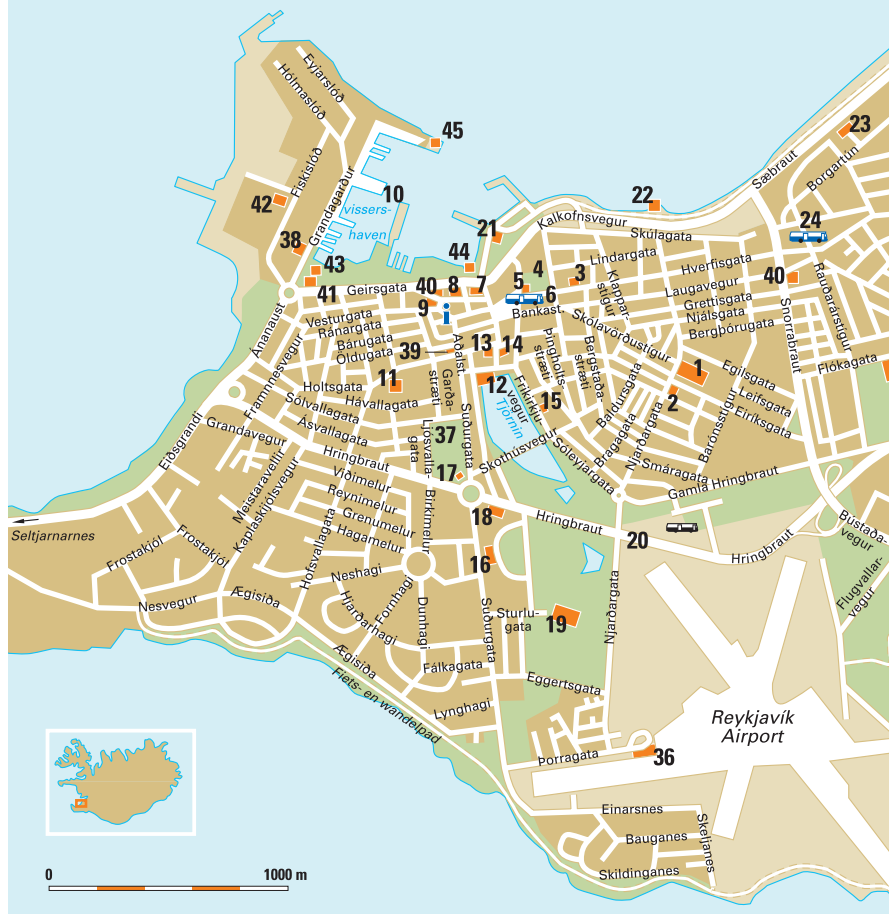 Eyjarslóð
Hólmaslóð
Fiskislóð
Grandagarður
45
10
vissers-
haven
42
38
43
41
44
21
22
23
24
Sæbraut
Borgartún
Kalkofnsvegur
Skúlagata
Lindargata
Hverfisgata
Laugavegur
Grettisgata
Njálsgata
Bergþórugata
Klappar-
stígur
Skólavörðustígur
40
Snorrabraut
Rauðarárstígur
Flókagata
Geirsgata
40
8
7
9
5
4
6
3
Bankast.
Vesturgata
Ránargata
Bárugata
Öldugata
39
13
14
Aðalst.
Garða-
stræti
Þingholts-
stræti
Bergstaða-
stræti
Ánanaust
Framnnesvegur
Holtsgata
Hávallagata
11
12
Fríkirkju-
vegur
Tjörnin
15
Baldursgata
Bragagata
Njarðargata
1
2
Egilsgata
Leifsgata
Eiríksgata
Barónsstígur
Smáragata
Gamla Hringbraut
Sólvallagata
Ásvallagata
Grandavegur
Eiðsgrandi
Hringbraut
Ljósvalla-
gata
37
17
Suðurgata
Skothúsvegur
Sóleyjargata
Víðimelur
Reynimelur
Grenumelur
Hagamelur
Birkimelur
Meistaravellir
Kaplaskijólsvegur
Hofsvallagata
18
16
Hringbraut
20
Hringbraut
Bústaða-
vegur
Flugvallar-
vegur
Seltjarnarnes
Frostakjól
Frostakjól
Nesvegur
Ægisíða
Neshagi
Hjarðarhagi
Fornhagi
Dunhagi
Suðurgata
Sturlu-
gata
19
Njarðargata
Ægisíða
Fálkagata
Lynghagi
Fiets- en wandelpad
Eggertsgata
Þorragata
36
Reykjavík
Airport
Einarsnes
Bauganes
Skildinganes
Skeljanes
0
1000 m